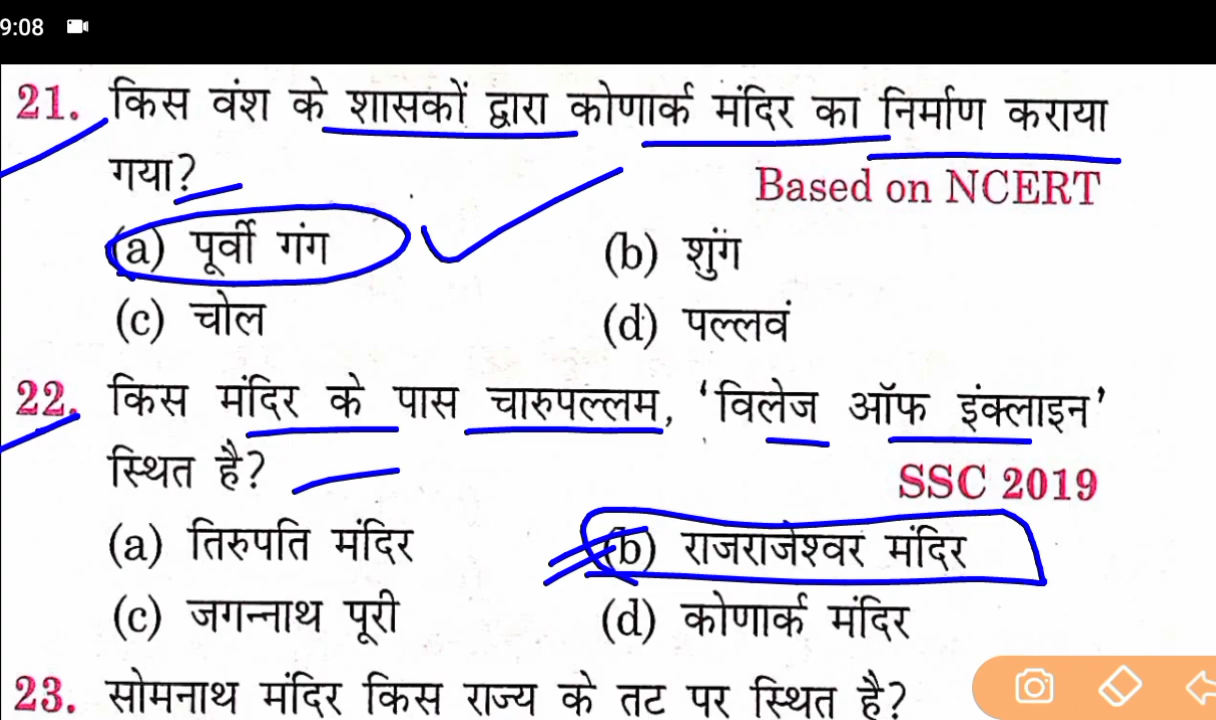 9:08
21. किस वंश के शासकों द्वारा कोणार्क मंदिर का निर्माण कराया
गया?
Based on NCERT
(a) पूर्वी गंग (b) शुंग
(c) चोल (d) पल्लवं
22. किस मंदिर के पास चारुपल्लम, ‘विलेज ऑफ इंक्लाइन’
स्थित है?
SSC 2019
(a) तिरुपति मंदिर (b) राजराजेश्वर मंदिर
(c) जगन्नाथ पूरी (d) कोणार्क मंदिर
23. सोमनाथ मंदिर किस राज्य के तट पर स्थित है?